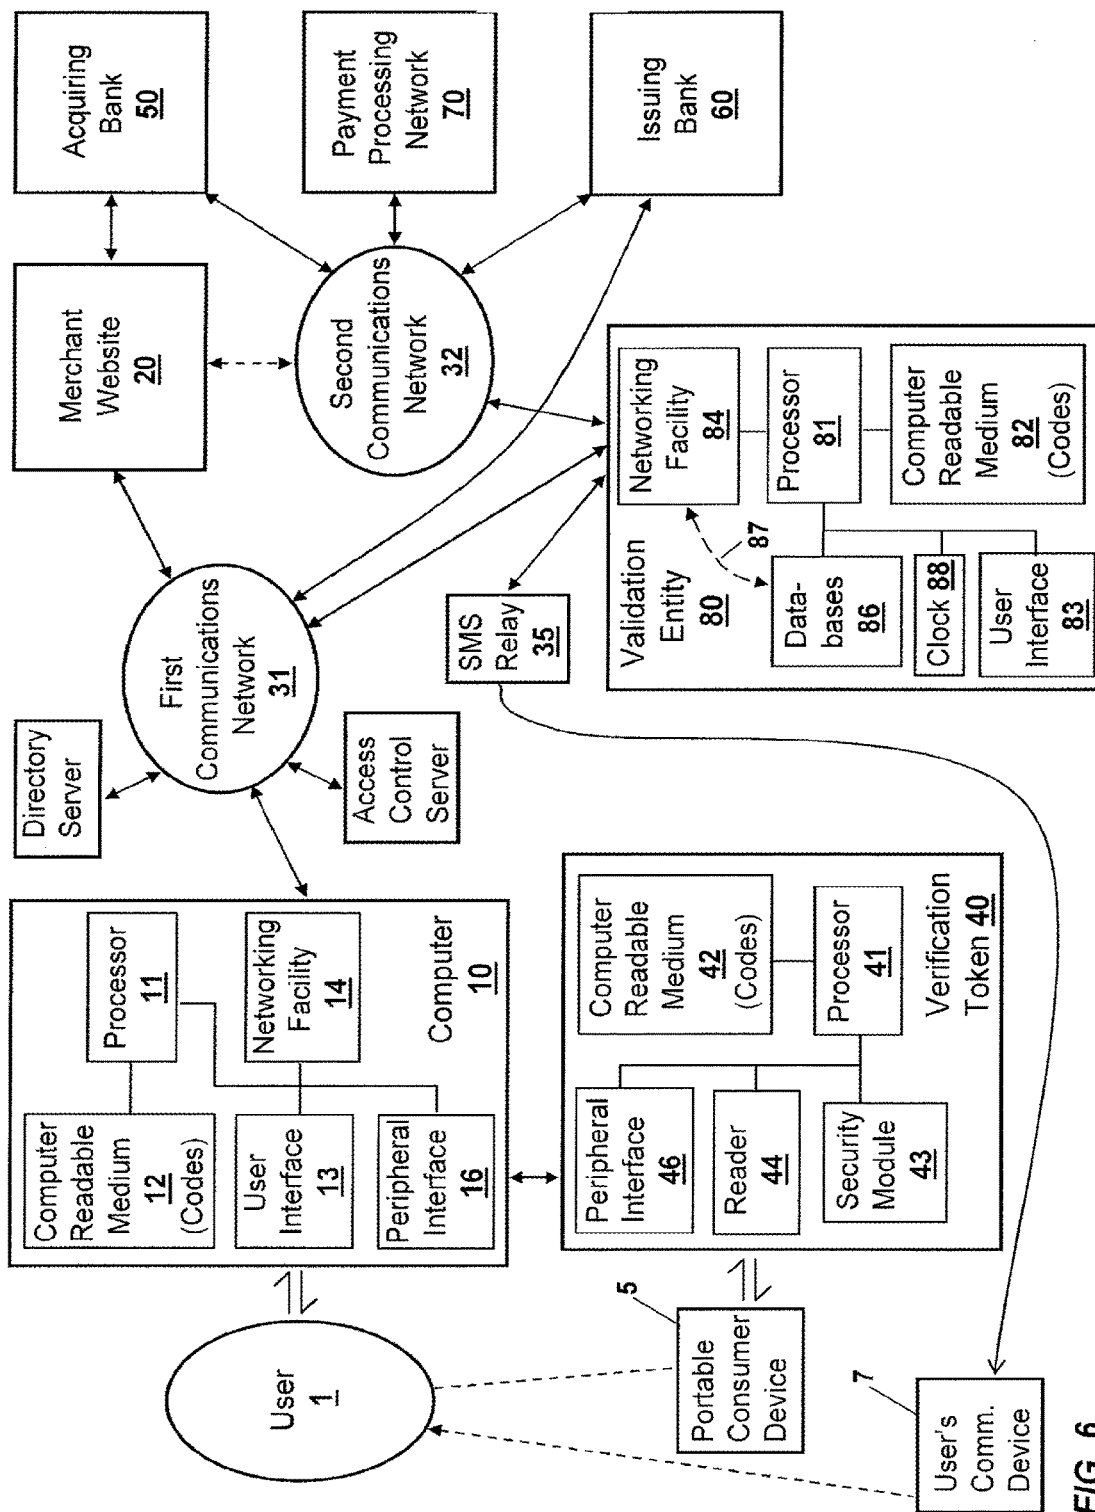 User
1
Computer
Readable
Medium
12
(Codes)
Processor
11
User
Interface
13
Networking
Facility
14
Peripheral
Interface
16
Computer
10
Directory
Server
First
Communications
Network
31
Access
Control
Server
Merchant
Website
20
Acquiring
Bank
50
Second
Communications
Network
32
Payment
Processing
Network
70
Issuing
Bank
60
5
Portable
Consumer
Device
Peripheral
Interface
46
Reader
44
Security
Module
43
Computer
Readable
Medium
42
(Codes)
Processor
41
Verification
Token 40
SMS
Relay
35
Validation
Entity
80
Networking
Facility
84
87
Data-
bases
86
Processor
81
Clock 88
User
Interface
83
Computer
Readable
Medium
82
(Codes)
7
User's
Comm.
Device
FIG. 6